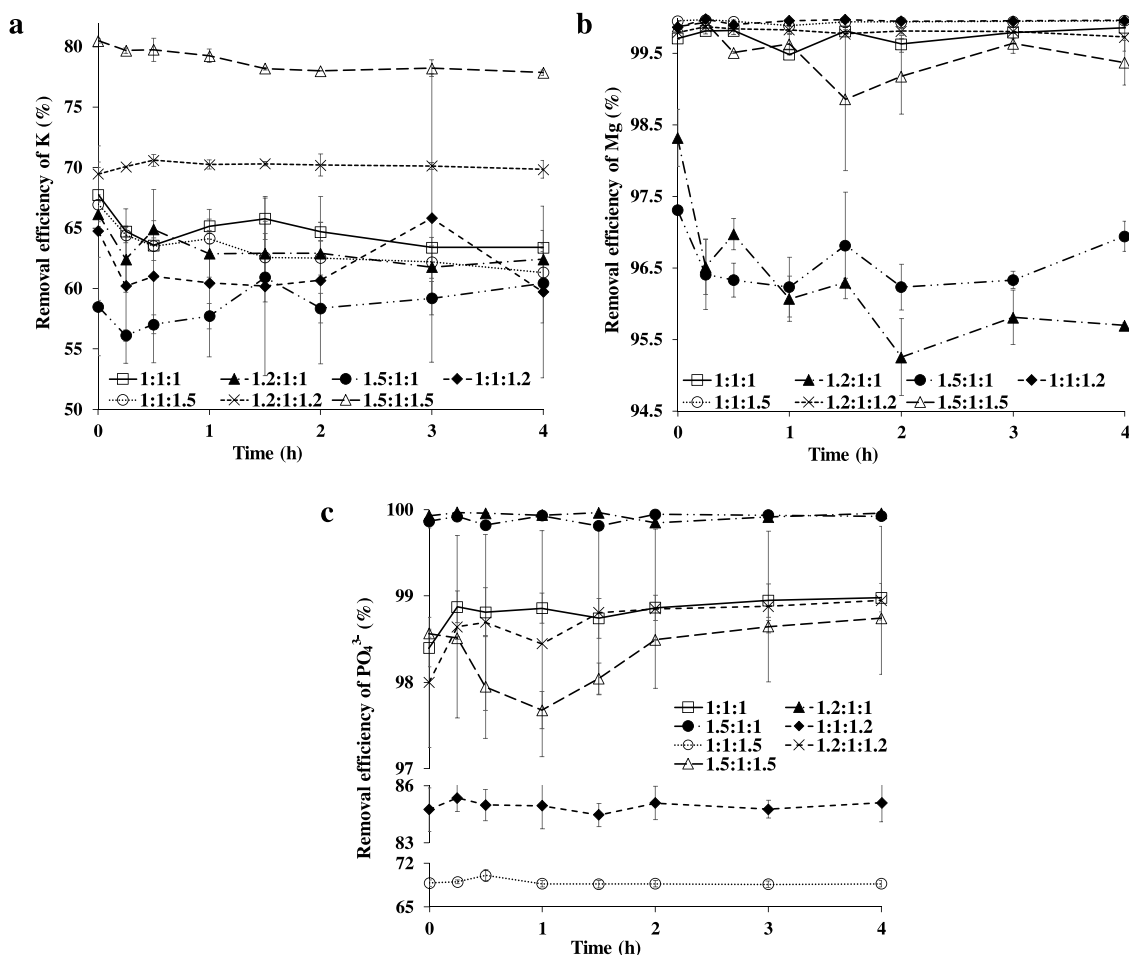 a
80
75
70
65
60
55
50
Removal efficiency of K (%)
1:1:1 1.2:1:1 1.5:1:1 1:1:1.2
1:1:1.5 1.2:1:1.2 1.5:1:1.5
0 1 2 3 4
Time (h)
b
99.5
98.5
97.5
96.5
95.5
94.5
Removal efficiency of Mg (%)
1:1:1 1.2:1:1 1.5:1:1 1:1:1.2
1:1:1.5 1.2:1:1.2 1.5:1:1.5
0 1 2 3 4
Time (h)
c
100
99
98
97
86
83
72
65
Removal efficiency of PO₄³⁻ (%)
1:1:1 1.2:1:1
1.5:1:1 1:1:1.2
1:1:1.5 1.2:1:1.2
1.5:1:1.5
0 1 2 3 4
Time (h)